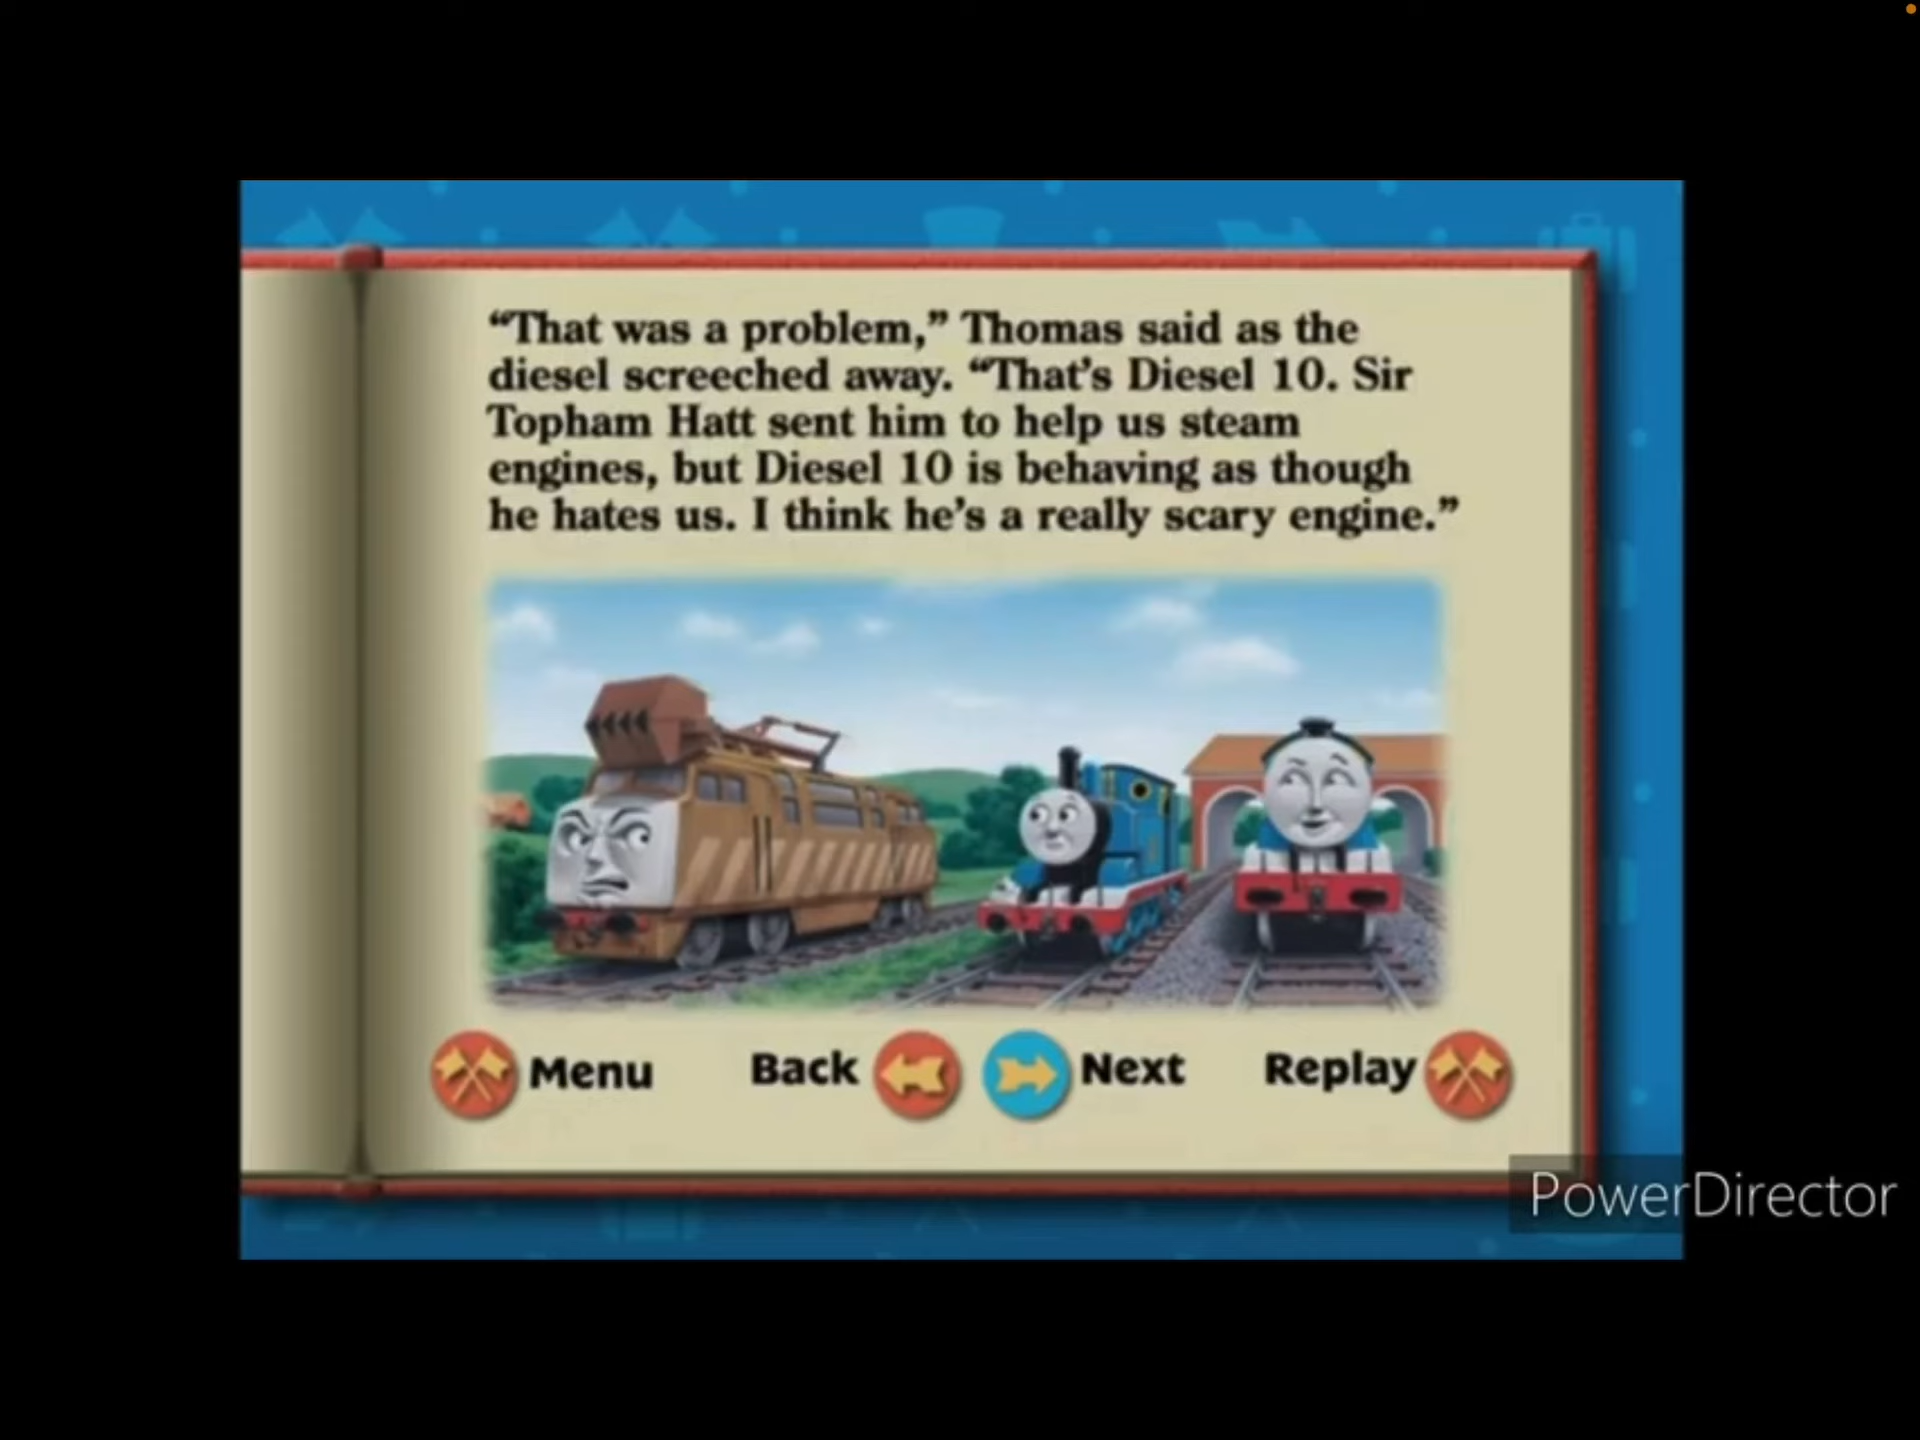 “That was a problem,” Thomas said as the
diesel screeched away. “That’s Diesel 10. Sir
Topham Hatt sent him to help us steam
engines, but Diesel 10 is behaving as though
he hates us. I think he’s a really scary engine.”
Menu Back Next Replay
PowerDirector